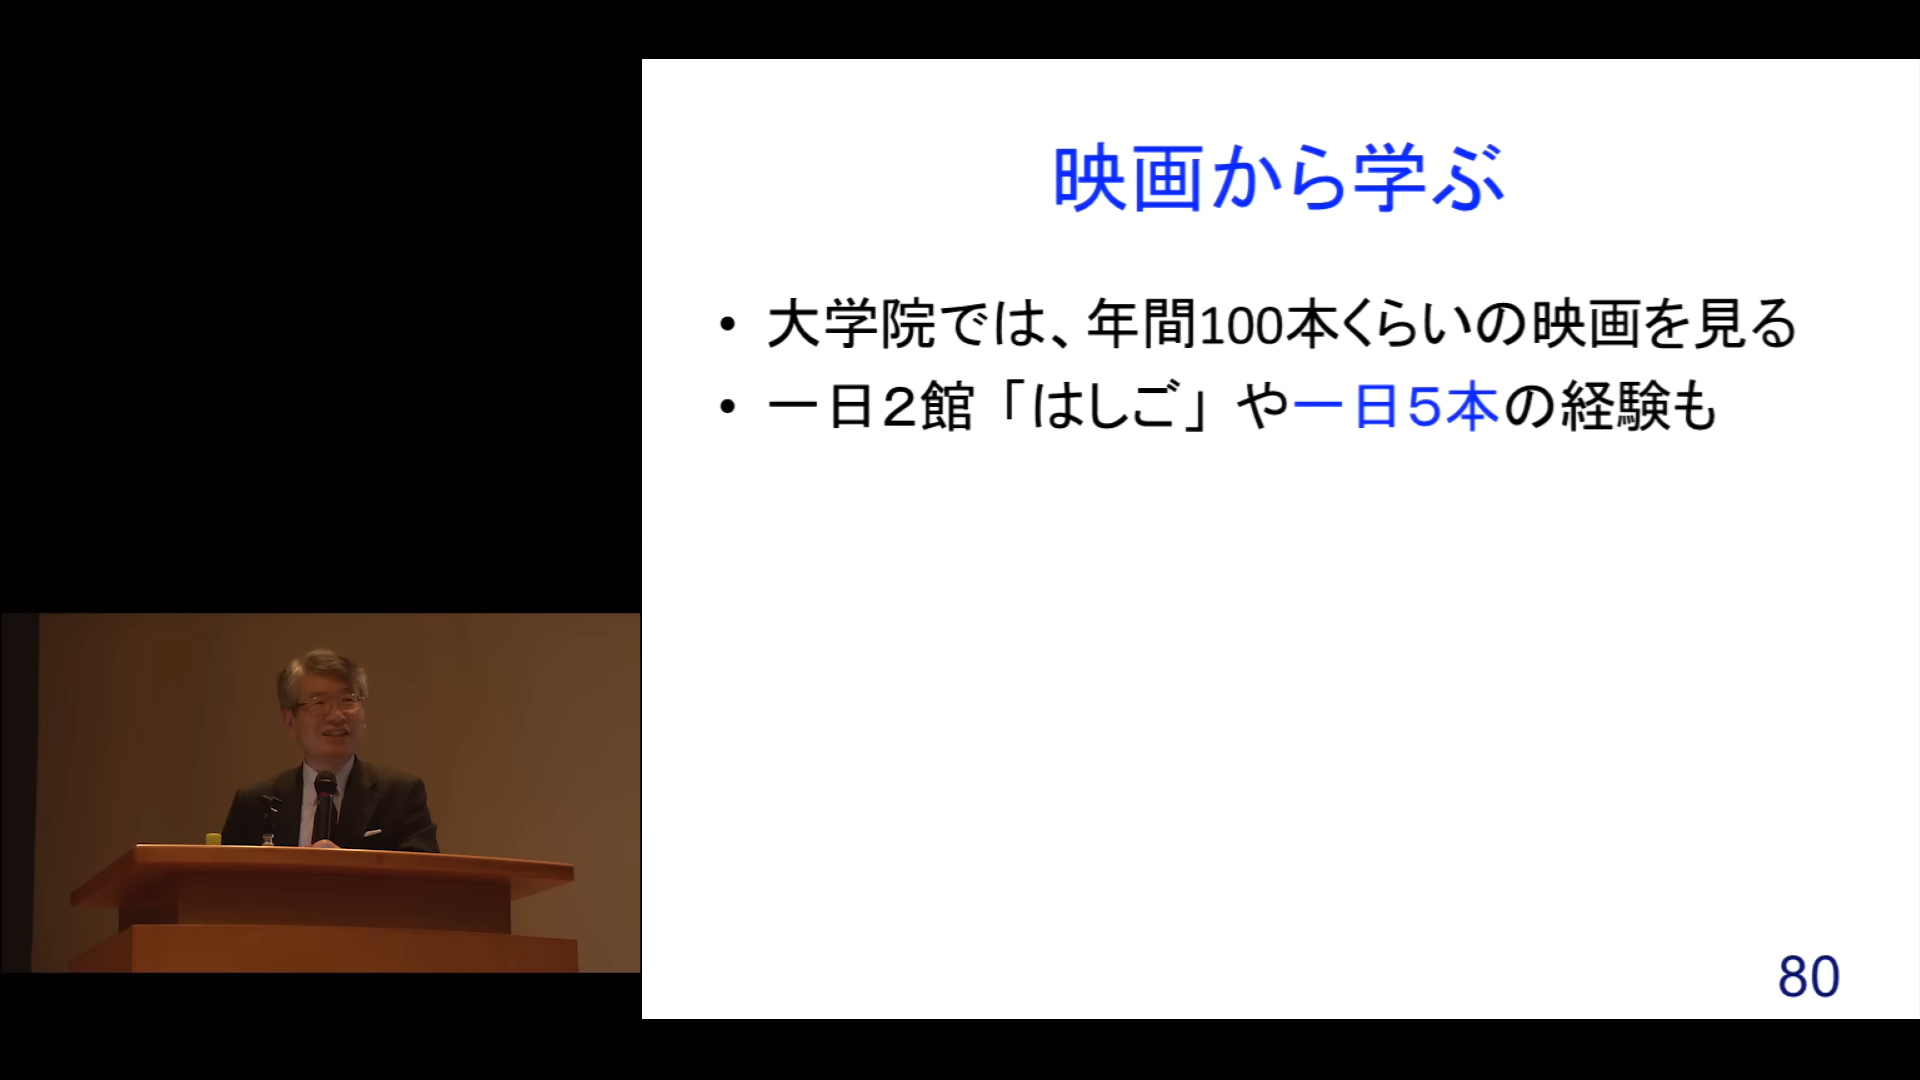 映画から学ぶ
• 大学院では、年間100本くらいの映画を見る
• 一日２館「はしご」や一日５本の経験も
80